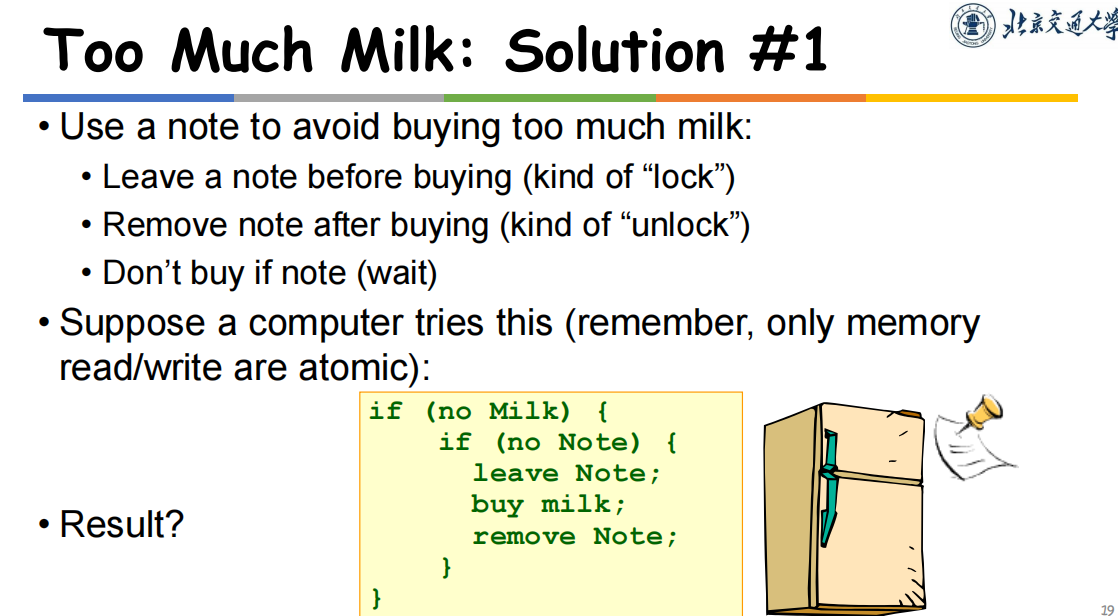 北京交通大学
Too Much Milk: Solution #1
• Use a note to avoid buying too much milk:
• Leave a note before buying (kind of “lock”)
• Remove note after buying (kind of “unlock”)
• Don’t buy if note (wait)
• Suppose a computer tries this (remember, only memory
read/write are atomic):
if (no Milk) {
if (no Note) {
leave Note;
buy milk;
remove Note;
}
}
• Result?
19